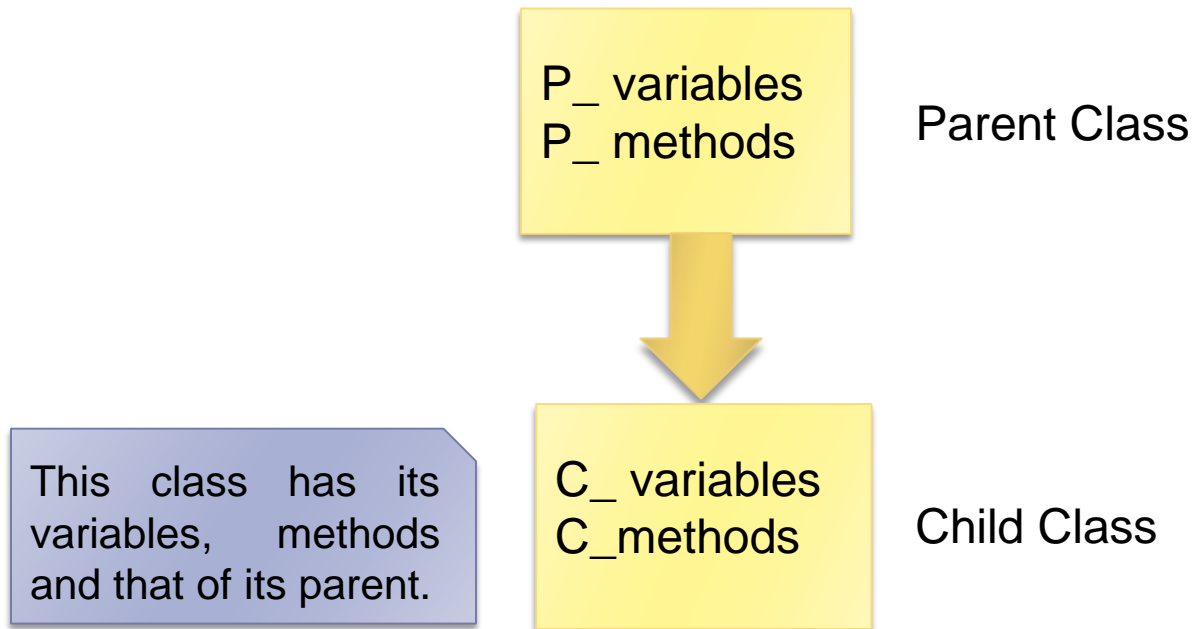 P_ variables
P_ methods
Parent Class
This class has its
variables, methods
and that of its parent.
C_ variables
C_methods
Child Class